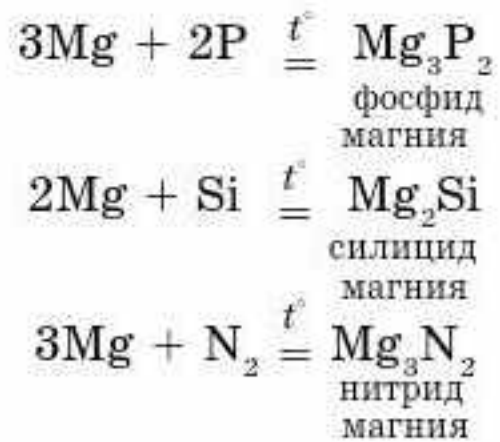 3Mg + 2P =^{t°} Mg₃P₂
фосфид
магния
2Mg + Si =^{t°} Mg₂Si
силицид
магния
3Mg + N₂ =^{t°} Mg₃N₂
нитрид
магния